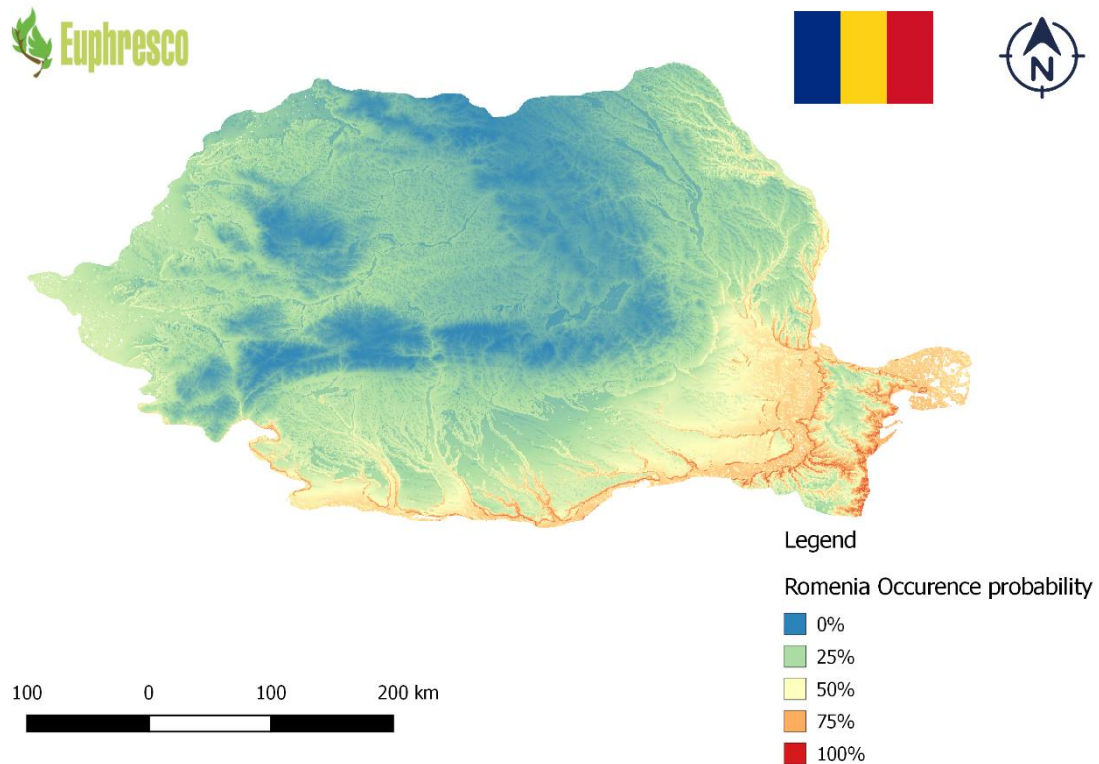 Euphresco
N
Legend
Romenia Occurence probability
0%
25%
50%
75%
100%
100 0 100 200 km